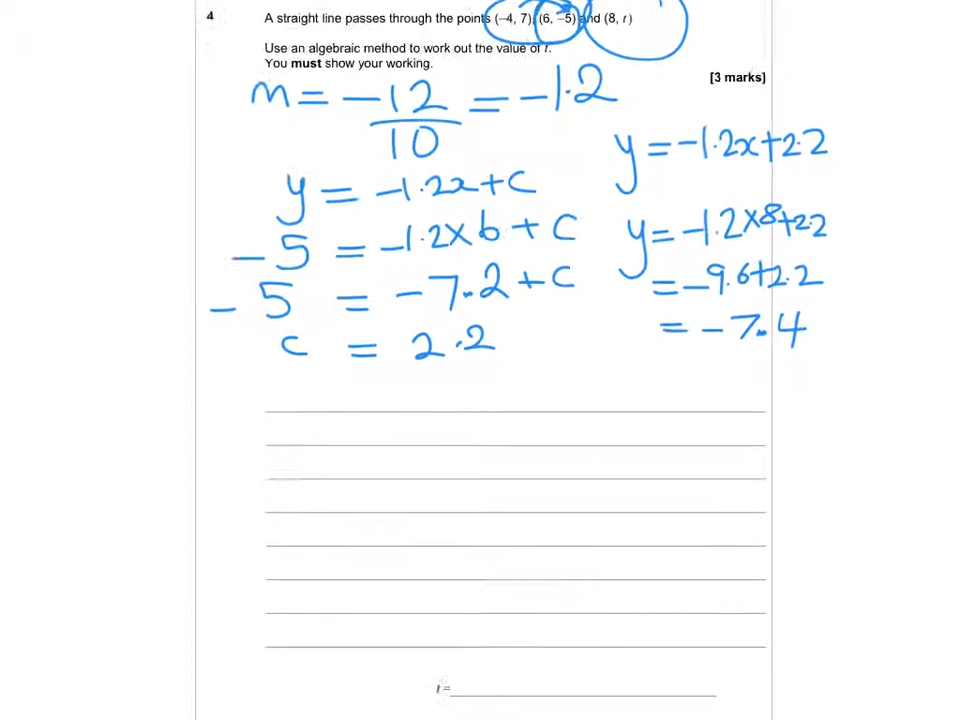 4 A straight line passes through the points (–4, 7), (6, –5) and (8, t)
Use an algebraic method to work out the value of t.
You must show your working.
[3 marks]
m = -12/10 = -1.2
y = -1.2x+c
-5 = -1.2×6 + c
-5 = -7.2+c
c = 2.2
y = -1.2x+2.2
y = -1.2×8+2.2
= -9.6+2.2
= -7.4
t =